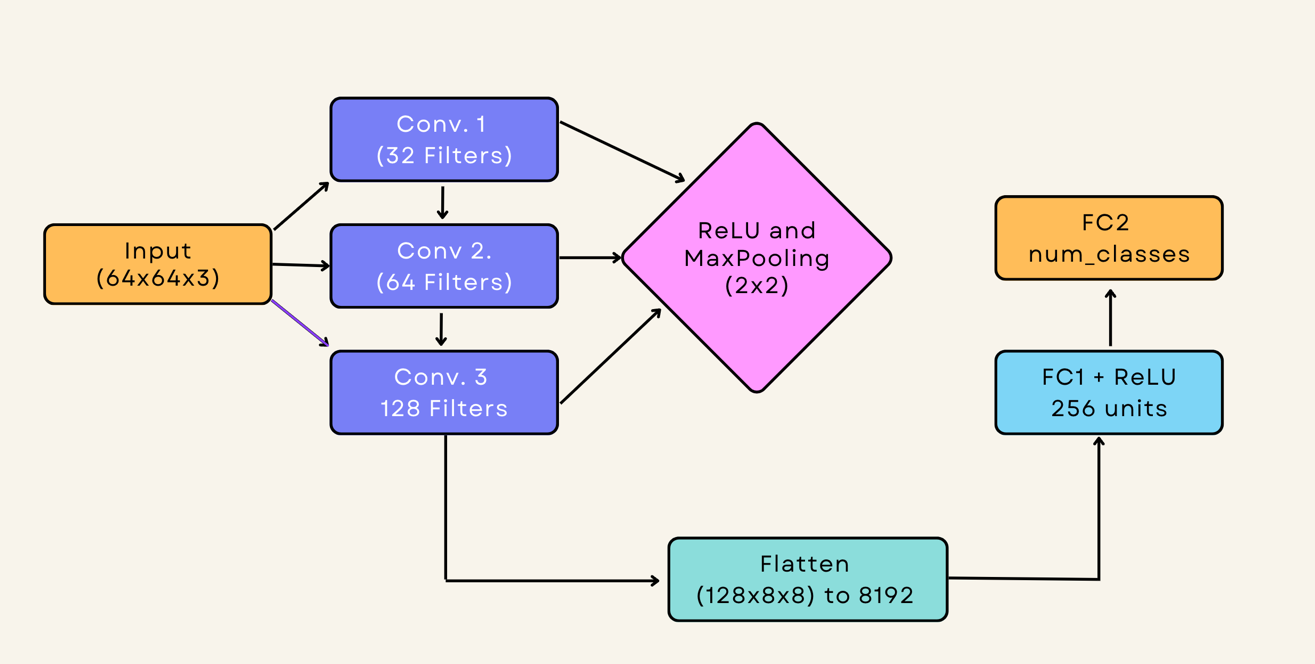 Conv. 1
(32 Filters)
Input
(64x64x3)
Conv 2.
(64 Filters)
Conv. 3
128 Filters
ReLU and
MaxPooling
(2x2)
FC2
num_classes
FC1 + ReLU
256 units
Flatten
(128x8x8) to 8192